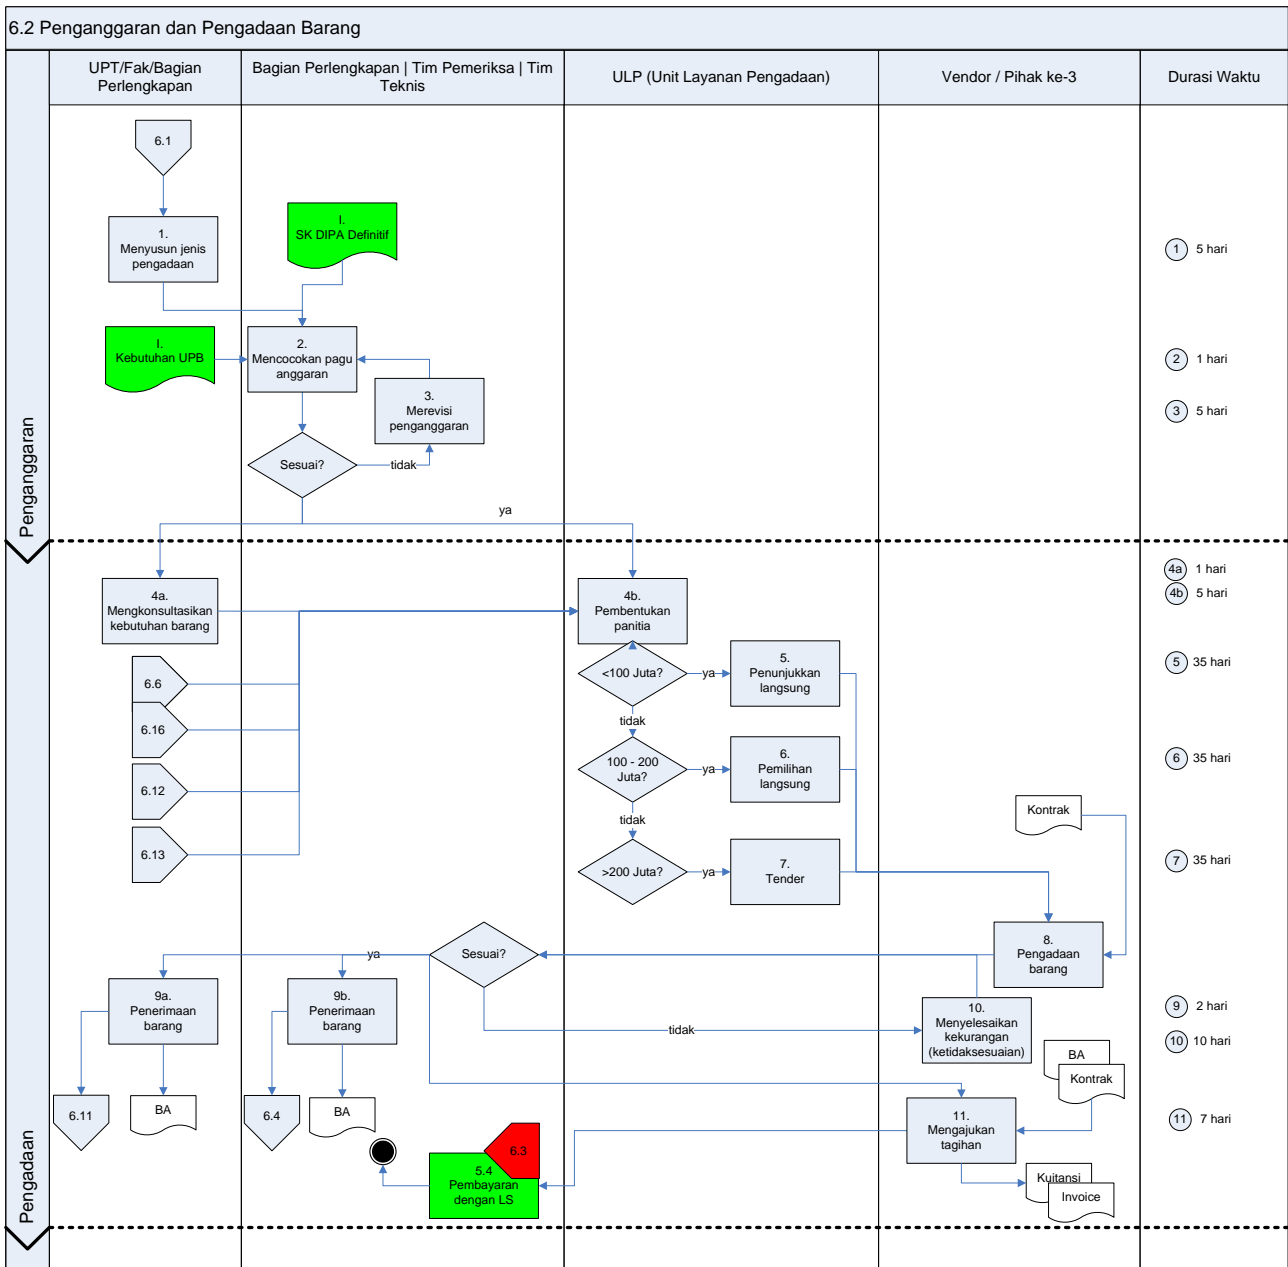 6.2 Penganggaran dan Pengadaan Barang
UPT/Fak/Bagian
Perlengkapan
Bagian Perlengkapan | Tim Pemeriksa | Tim
Teknis
ULP (Unit Layanan Pengadaan)
Vendor / Pihak ke-3
Durasi Waktu
Penganggaran
6.1
1.
Menyusun jenis
pengadaan
I.
SK DIPA Definitif
1 5 hari
I.
Kebutuhan UPB
2.
Mencocokan pagu
anggaran
2 1 hari
3.
Merevisi
penganggaran
3 5 hari
Sesuai?
tidak
ya
Pengadaan
4a.
Mengkonsultasikan
kebutuhan barang
4b.
Pembentukan
panitia
4a 1 hari
4b 5 hari
6.6
<100 Juta?
ya
5.
Penunjukkan
langsung
5 35 hari
tidak
6.16
100 - 200
Juta?
ya
6.
Pemilihan
langsung
6 35 hari
6.12
tidak
Kontrak
6.13
>200 Juta?
ya
7.
Tender
7 35 hari
8.
Pengadaan
barang
Sesuai?
ya
9a.
Penerimaan
barang
9b.
Penerimaan
barang
tidak
10.
Menyelesaikan
kekurangan
(ketidaksesuaian)
9 2 hari
10 10 hari
BA
Kontrak
6.11
BA
6.4
BA
11.
Mengajukan
tagihan
11 7 hari
6.3
5.4
Pembayaran
dengan LS
Kuitansi
Invoice